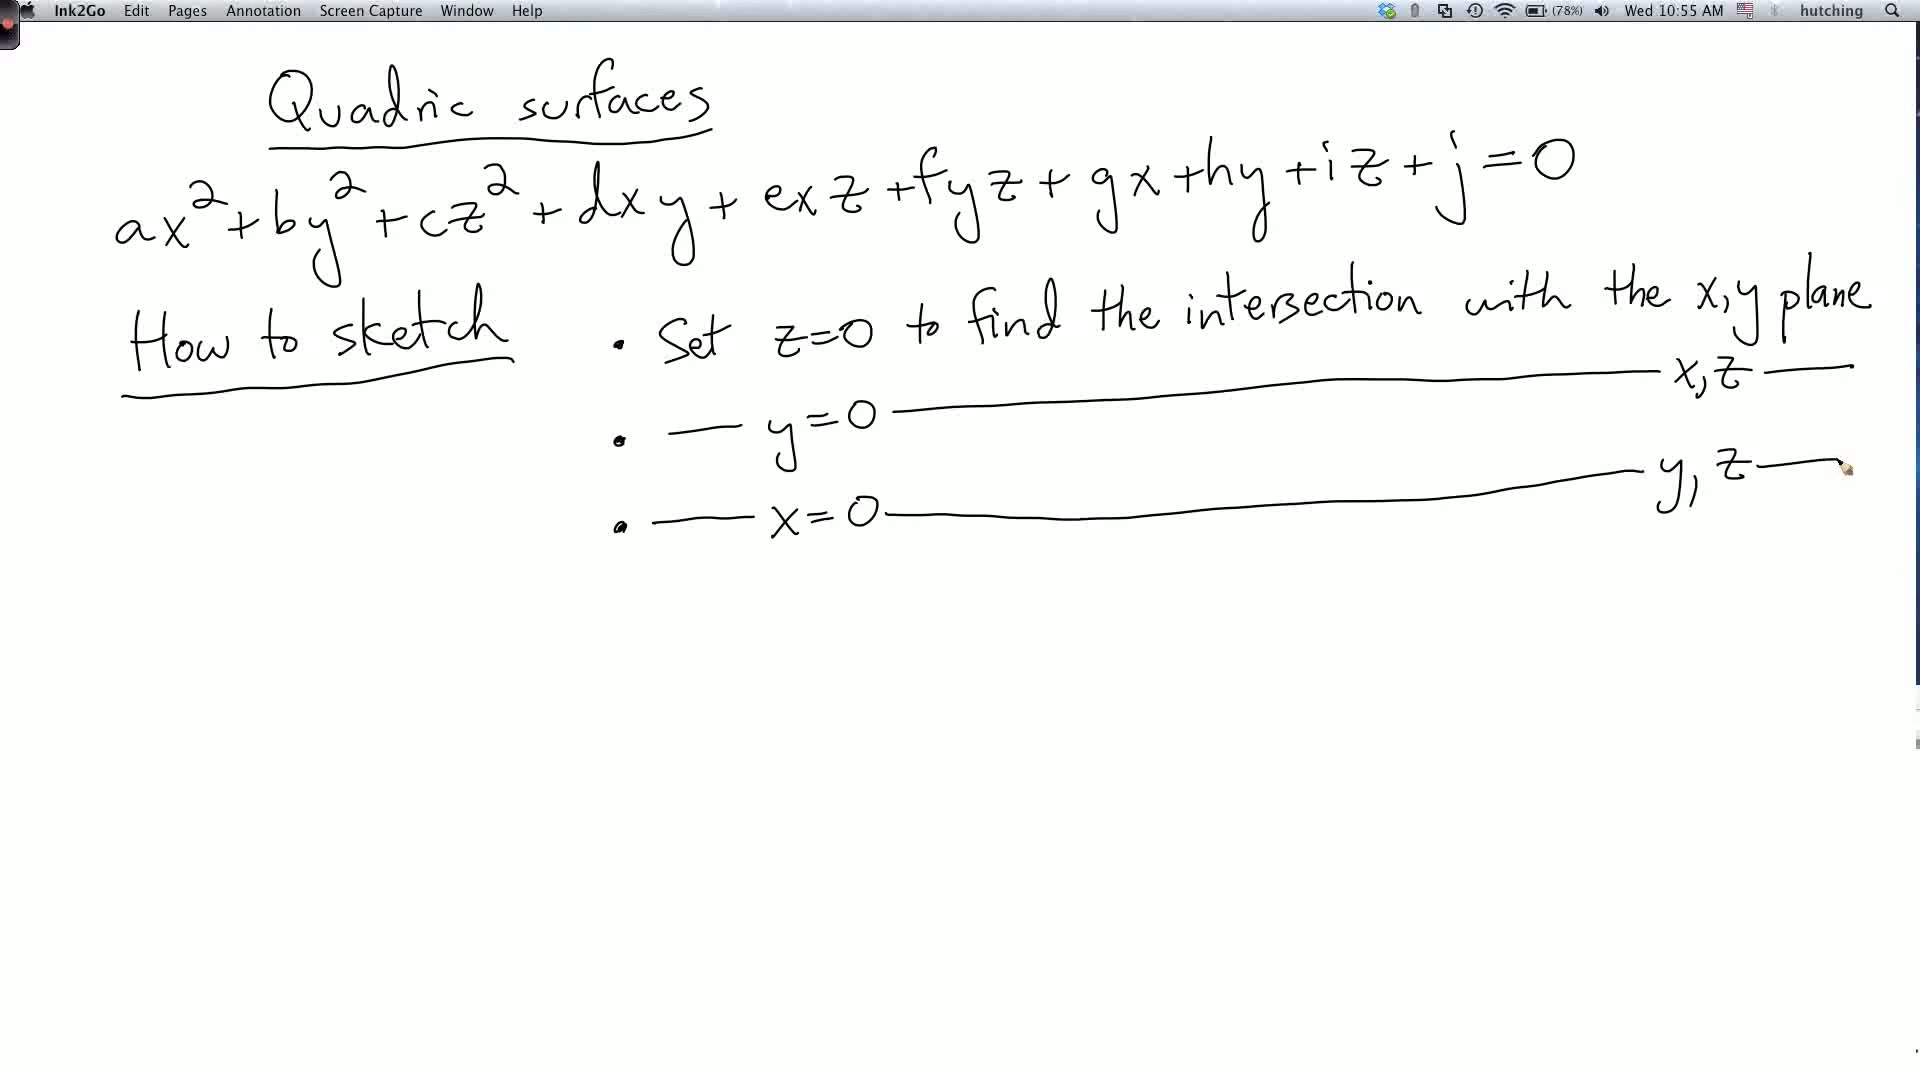 Ink2Go Edit Pages Annotation Screen Capture Window Help (78%) Wed 10:55 AM hutching
Quadric surfaces
ax²+by²+cz²+dxy+exz+fyz+gx+hy+iz+j=0
How to sketch
• Set z=0 to find the intersection with the x,y plane
• — y=0 — x,z —
• — x=0 — y,z —